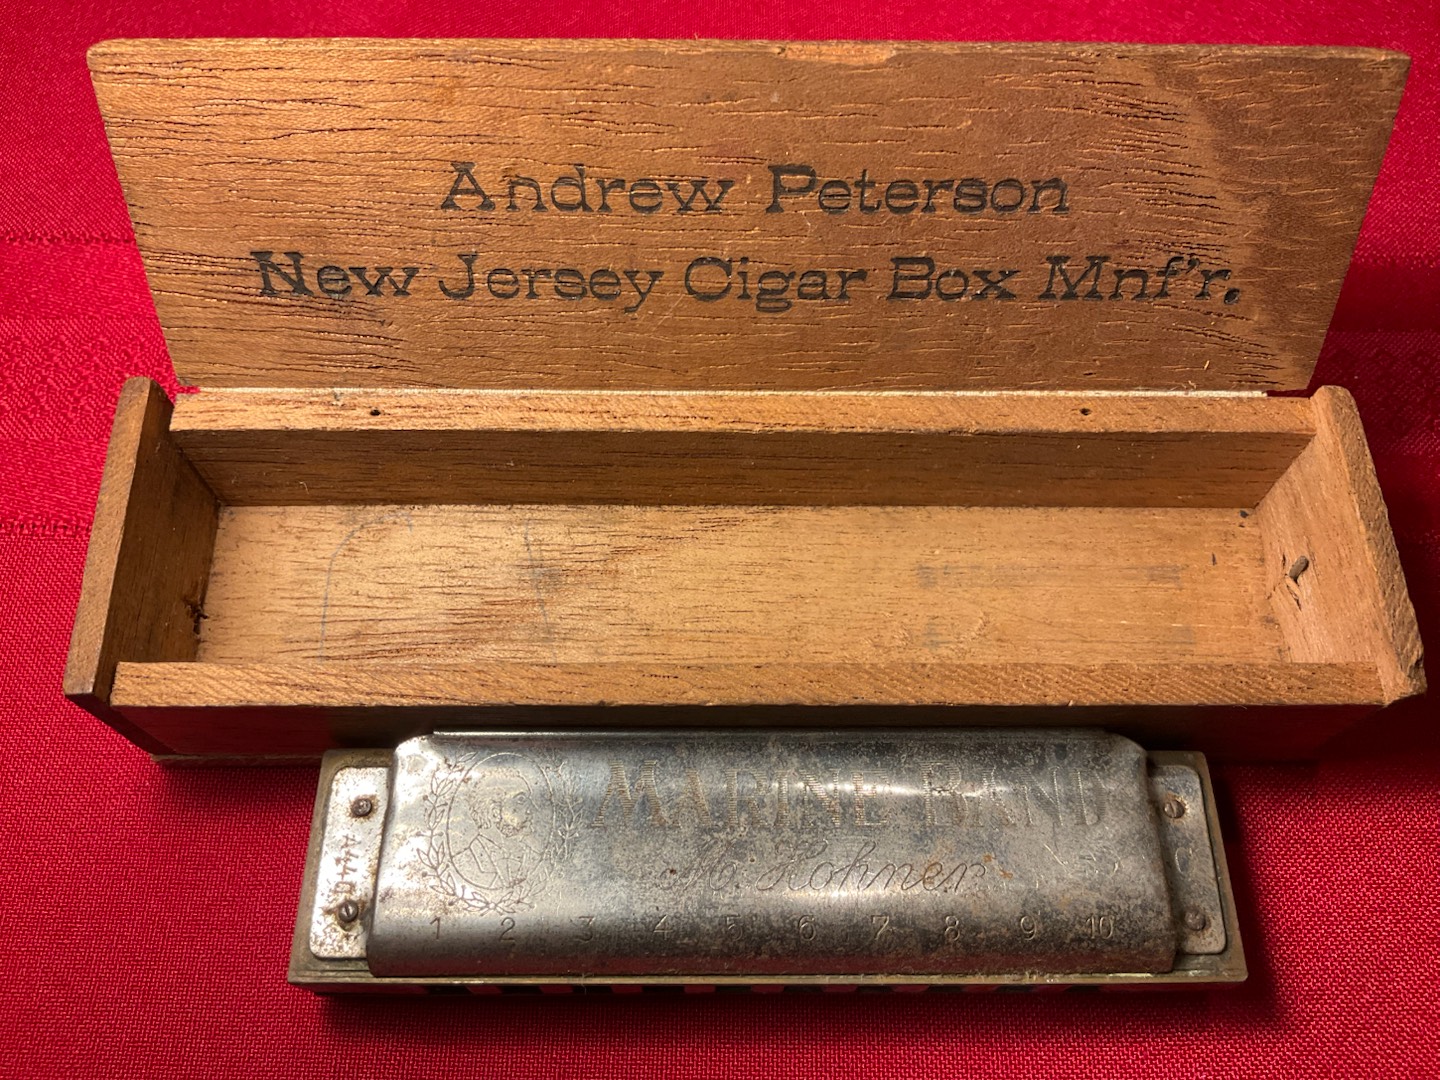 Andrew Peterson
New Jersey Cigar Box Mnf'r.
MARINE BAND
M. Hohner
C
A440
1 2 3 4 5 6 7 8 9 10